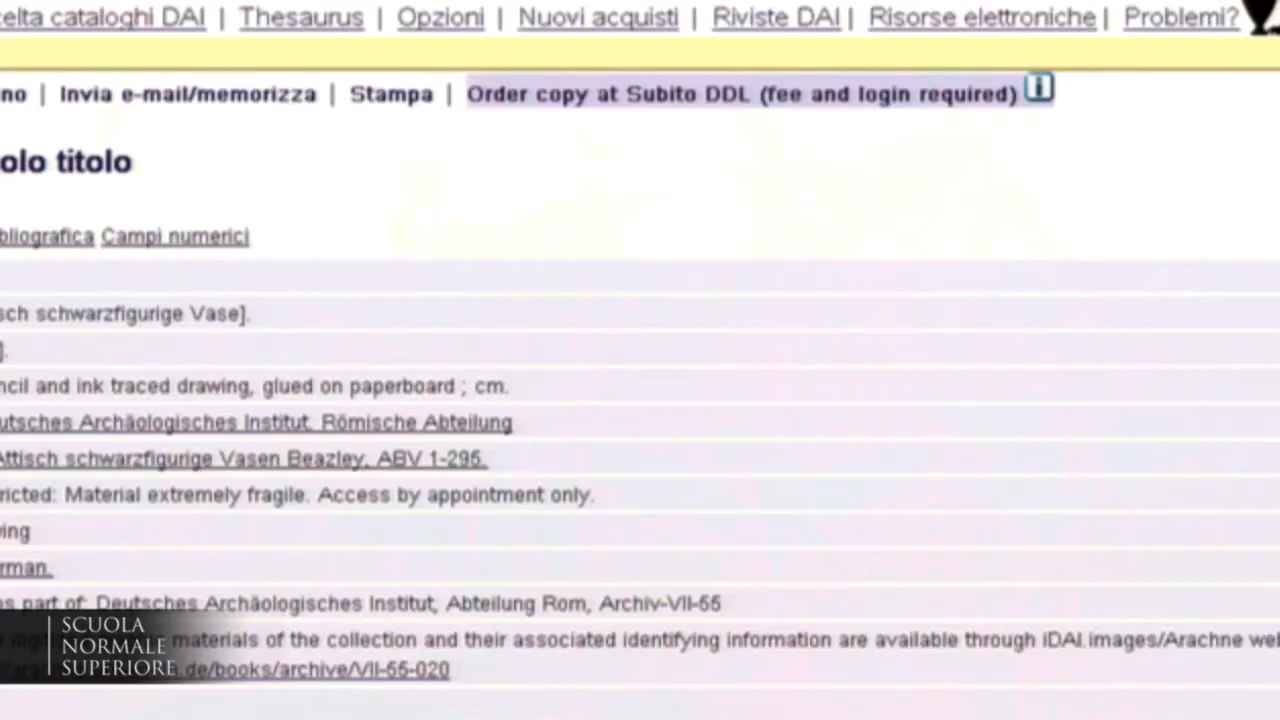 celta cataloghi DAI | Thesaurus | Opzioni | Nuovi acquisti | Riviste DAI | Risorse elettroniche | Problemi?
no | Invia e-mail/memorizza | Stampa | Order copy at Subito DDL (fee and login required) i
olo titolo
bliografica Campi numerici
sch schwarzfigurige Vase].
].
ncil and ink traced drawing, glued on paperboard ; cm.
utsches Archäologisches Institut. Römische Abteilung
Attisch schwarzfigurige Vasen Beazley, ABV 1-295.
ricted: Material extremely fragile. Access by appointment only.
ing
rman.
as part of: Deutsches Archäologisches Institut, Abteilung Rom, Archiv-VII-55
materials of the collection and their associated identifying information are available through iDAI.images/Arachne
.de/books/archive/VII-55-020
SCUOLA
NORMALE
SUPERIORE